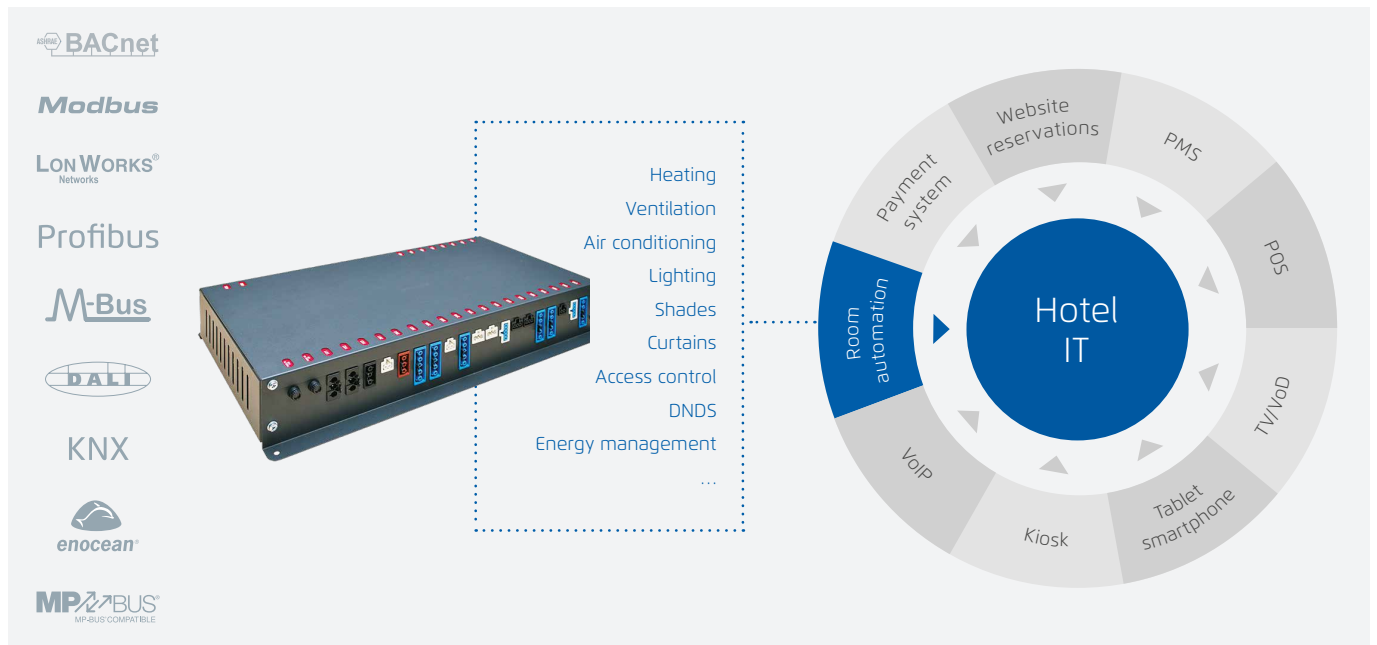 ASHRAE BACnet
Modbus
LONWORKS®
Networks
Profibus
M-Bus
DALI
KNX
enocean®
MP BUS®
MP-BUS COMPATIBLE
Heating
Ventilation
Air conditioning
Lighting
Shades
Curtains
Access control
DNDS
Energy management
...
Website
reservations
PMS
POS
TV/VoD
Tablet
smartphone
Kiosk
VoIP
Room
automation
Payment
system
Hotel
IT